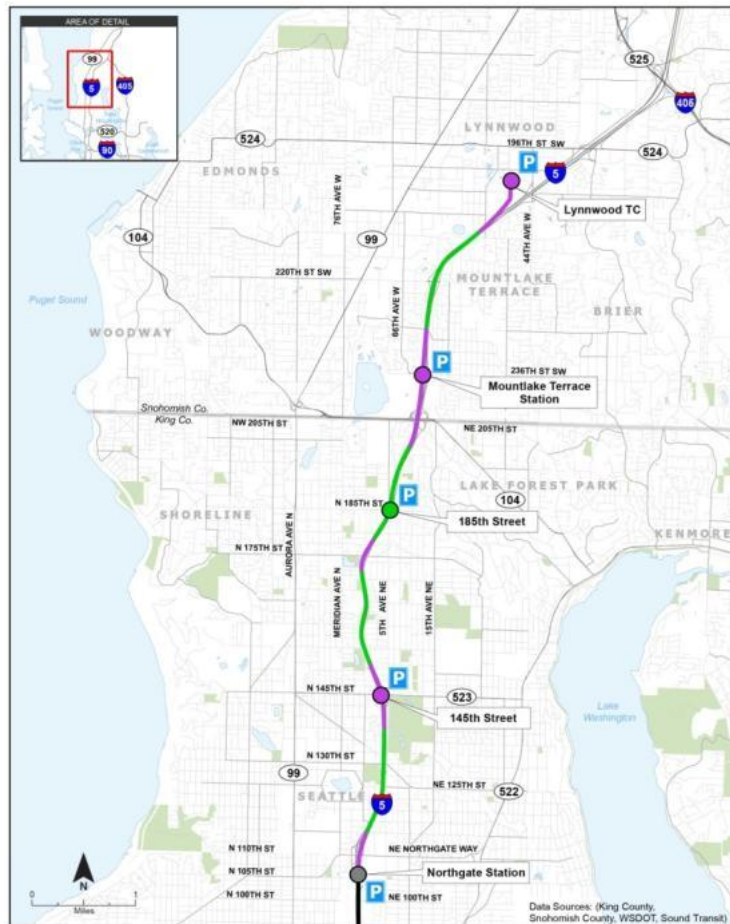 AREA OF DETAIL
99
5
405
520
90
525
405
LYNNWOOD
196TH ST SW
524
524
P
5
EDMONDS
Lynnwood TC
76TH AVE W
104
99
44TH AVE W
220TH ST SW
MOUNTLAKE
TERRACE
Puget Sound
66TH AVE W
BRIER
WOODWAY
P
236TH ST SW
Mountlake Terrace
Station
Snohomish Co.
King Co.
NW 205TH ST
NE 205TH ST
LAKE FOREST PARK
P
N 185TH ST
104
SHORELINE
185th Street
KENMORE
N 175TH ST
AURORA AVE N
MERIDIAN AVE N
5TH AVE NE
15TH AVE NE
P
N 145TH ST
523
145th Street
Lake
Washington
N 130TH ST
99
NE 125TH ST
SEATTLE
5
522
N 110TH ST
NE NORTHGATE WAY
N 105TH ST
Northgate Station
N 100TH ST
P
NE 100TH ST
N
0 1
Miles
Data Sources: (King County,
Snohomish County, WSDOT, Sound Transit)